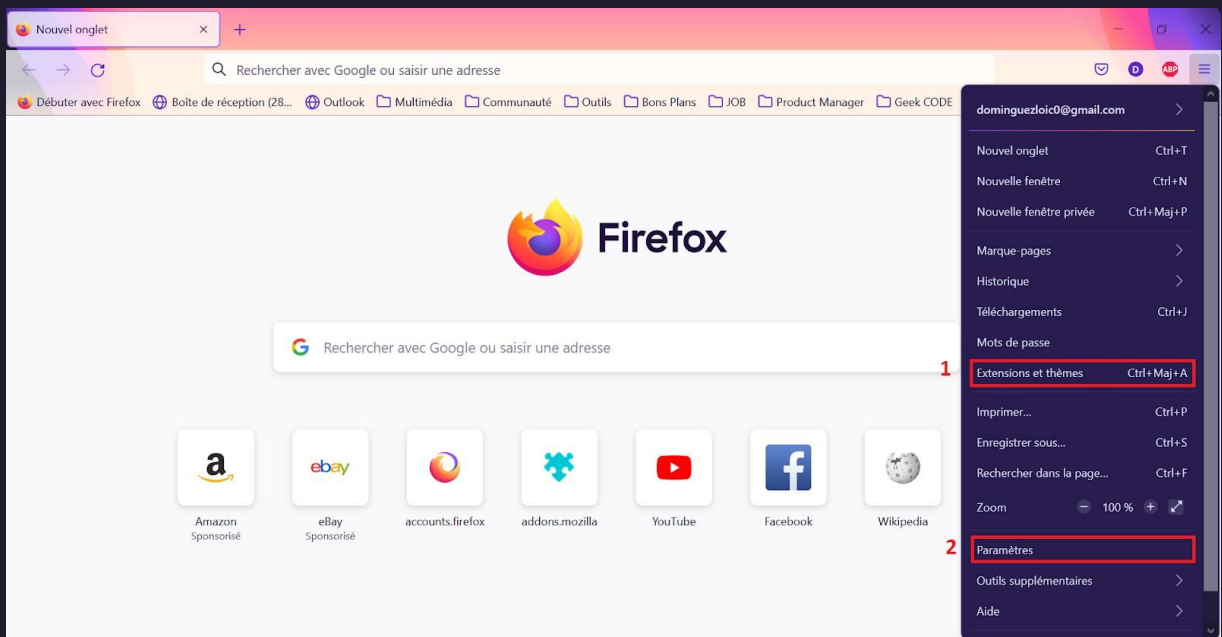 Nouvel onglet
Rechercher avec Google ou saisir une adresse
D
ABP
Débuter avec Firefox
Boîte de réception (28...
Outlook
Multimédia
Communauté
Outils
Bons Plans
JOB
Product Manager
Geek CODE
Firefox
Rechercher avec Google ou saisir une adresse
a
ebay
f
Amazon
Sponsorisé
eBay
Sponsorisé
accounts.firefox
addons.mozilla
YouTube
Facebook
Wikipedia
dominguezloic0@gmail.com
Nouvel onglet Ctrl+T
Nouvelle fenêtre Ctrl+N
Nouvelle fenêtre privée Ctrl+Maj+P
Marque-pages
Historique
Téléchargements Ctrl+J
Mots de passe
1 Extensions et thèmes Ctrl+Maj+A
Imprimer... Ctrl+P
Enregistrer sous... Ctrl+S
Rechercher dans la page... Ctrl+F
Zoom − 100 % +
2 Paramètres
Outils supplémentaires
Aide